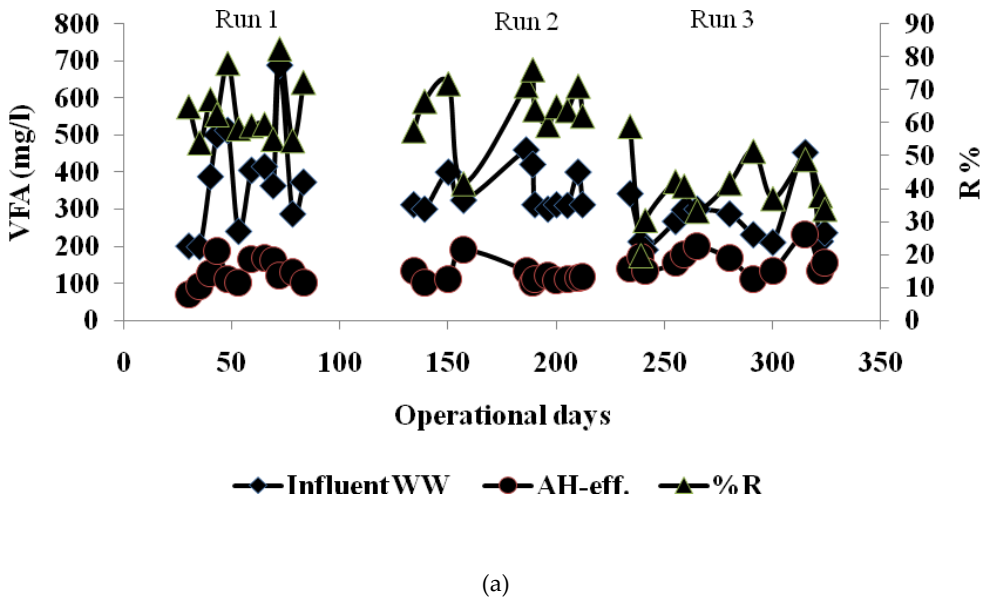 Run 1 Run 2 Run 3
800 90
700 80
600 70
500 60
400 50
300 40
200 30
100 20
0 10
0
VFA (mg/l)
R %
0 50 100 150 200 250 300 350
Operational days
Influent WW AH-eff. %R
(a)